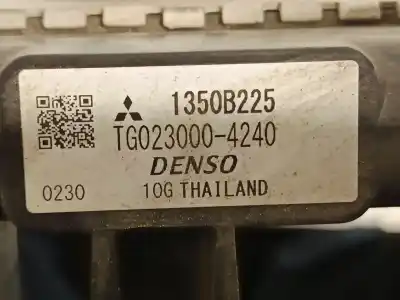 1350B225
TG023000-4240
DENSO
0230 10G THAILAND